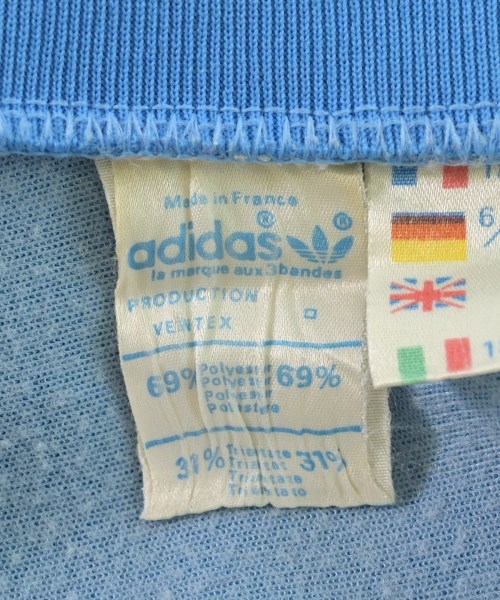 Made in France
adidas®
®
la marque aux 3 bandes
PRODUCTION
VENTEX
69% Polyester 69%
Polyester
Polyester
31% Triacetate 31%
Triacetat
Triacetate
Triacetato
6/